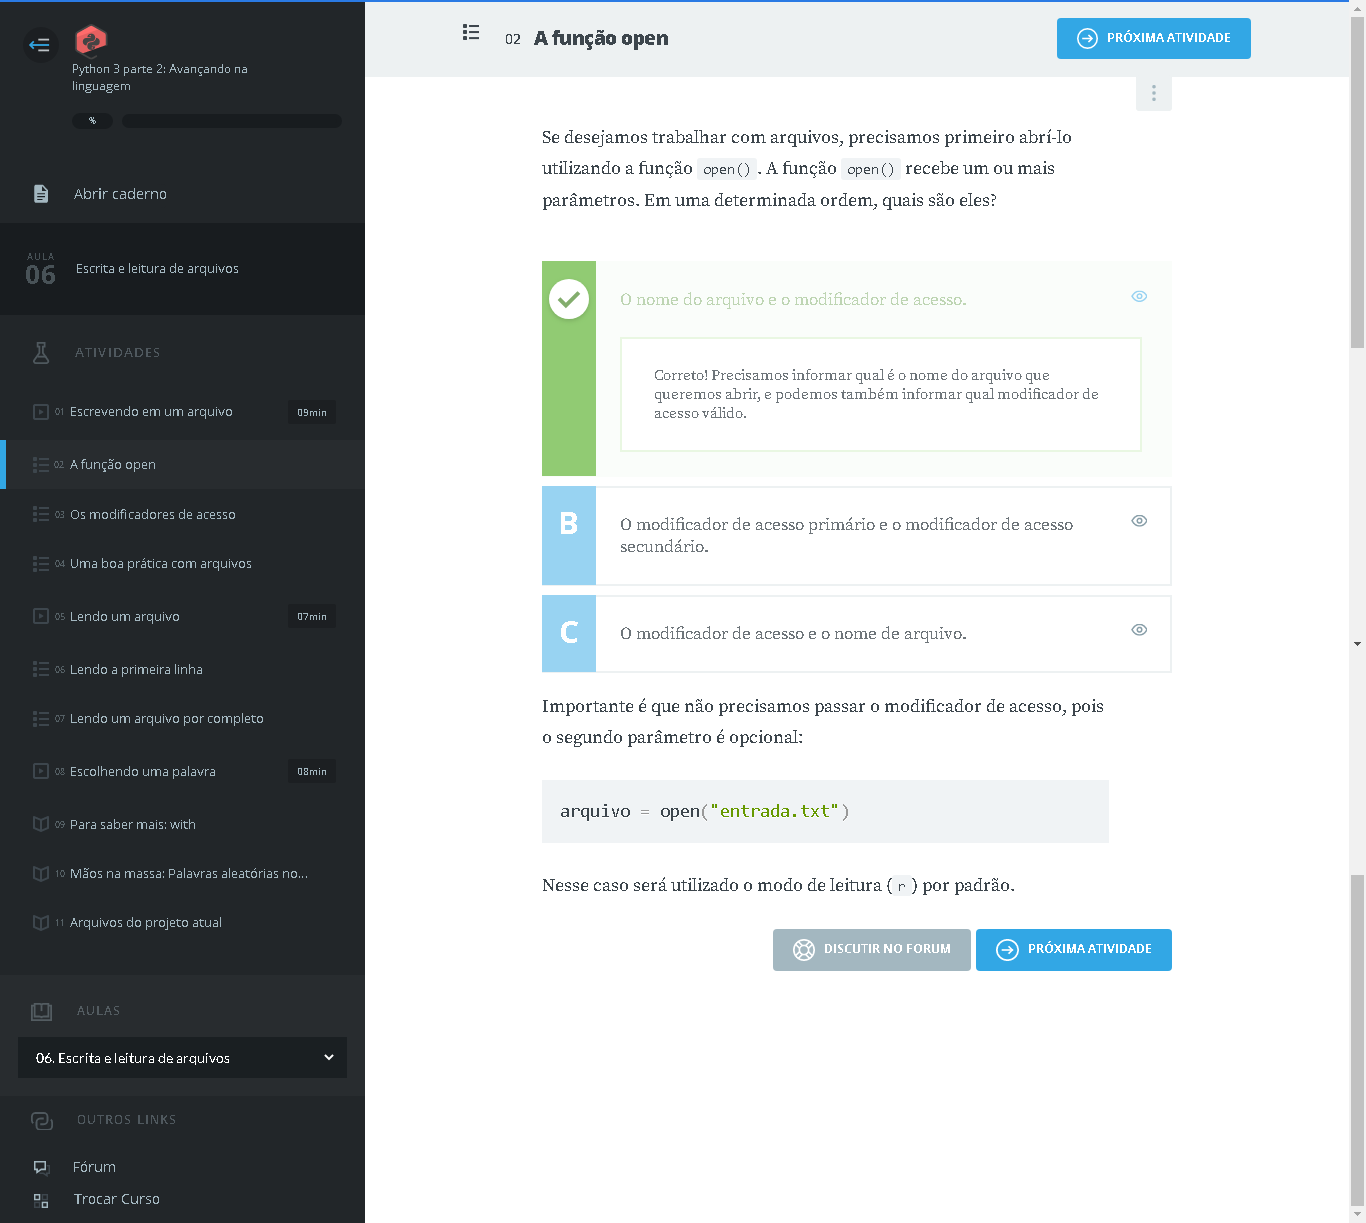 Python 3 parte 2: Avançando na
linguagem
%
Abrir caderno
AULA
06
Escrita e leitura de arquivos
ATIVIDADES
01 Escrevendo em um arquivo 09min
02 A função open
03 Os modificadores de acesso
04 Uma boa prática com arquivos
05 Lendo um arquivo 07min
06 Lendo a primeira linha
07 Lendo um arquivo por completo
08 Escolhendo uma palavra 08min
09 Para saber mais: with
10 Mãos na massa: Palavras aleatórias no...
11 Arquivos do projeto atual
AULAS
06. Escrita e leitura de arquivos
OUTROS LINKS
Fórum
Trocar Curso
02 A função open
PRÓXIMA ATIVIDADE
Se desejamos trabalhar com arquivos, precisamos primeiro abrí-lo
utilizando a função open() . A função open() recebe um ou mais
parâmetros. Em uma determinada ordem, quais são eles?
O nome do arquivo e o modificador de acesso.
Correto! Precisamos informar qual é o nome do arquivo que
queremos abrir, e podemos também informar qual modificador de
acesso válido.
B
O modificador de acesso primário e o modificador de acesso
secundário.
C
O modificador de acesso e o nome de arquivo.
Importante é que não precisamos passar o modificador de acesso, pois
o segundo parâmetro é opcional:
arquivo = open("entrada.txt")
Nesse caso será utilizado o modo de leitura ( r ) por padrão.
DISCUTIR NO FORUM
PRÓXIMA ATIVIDADE